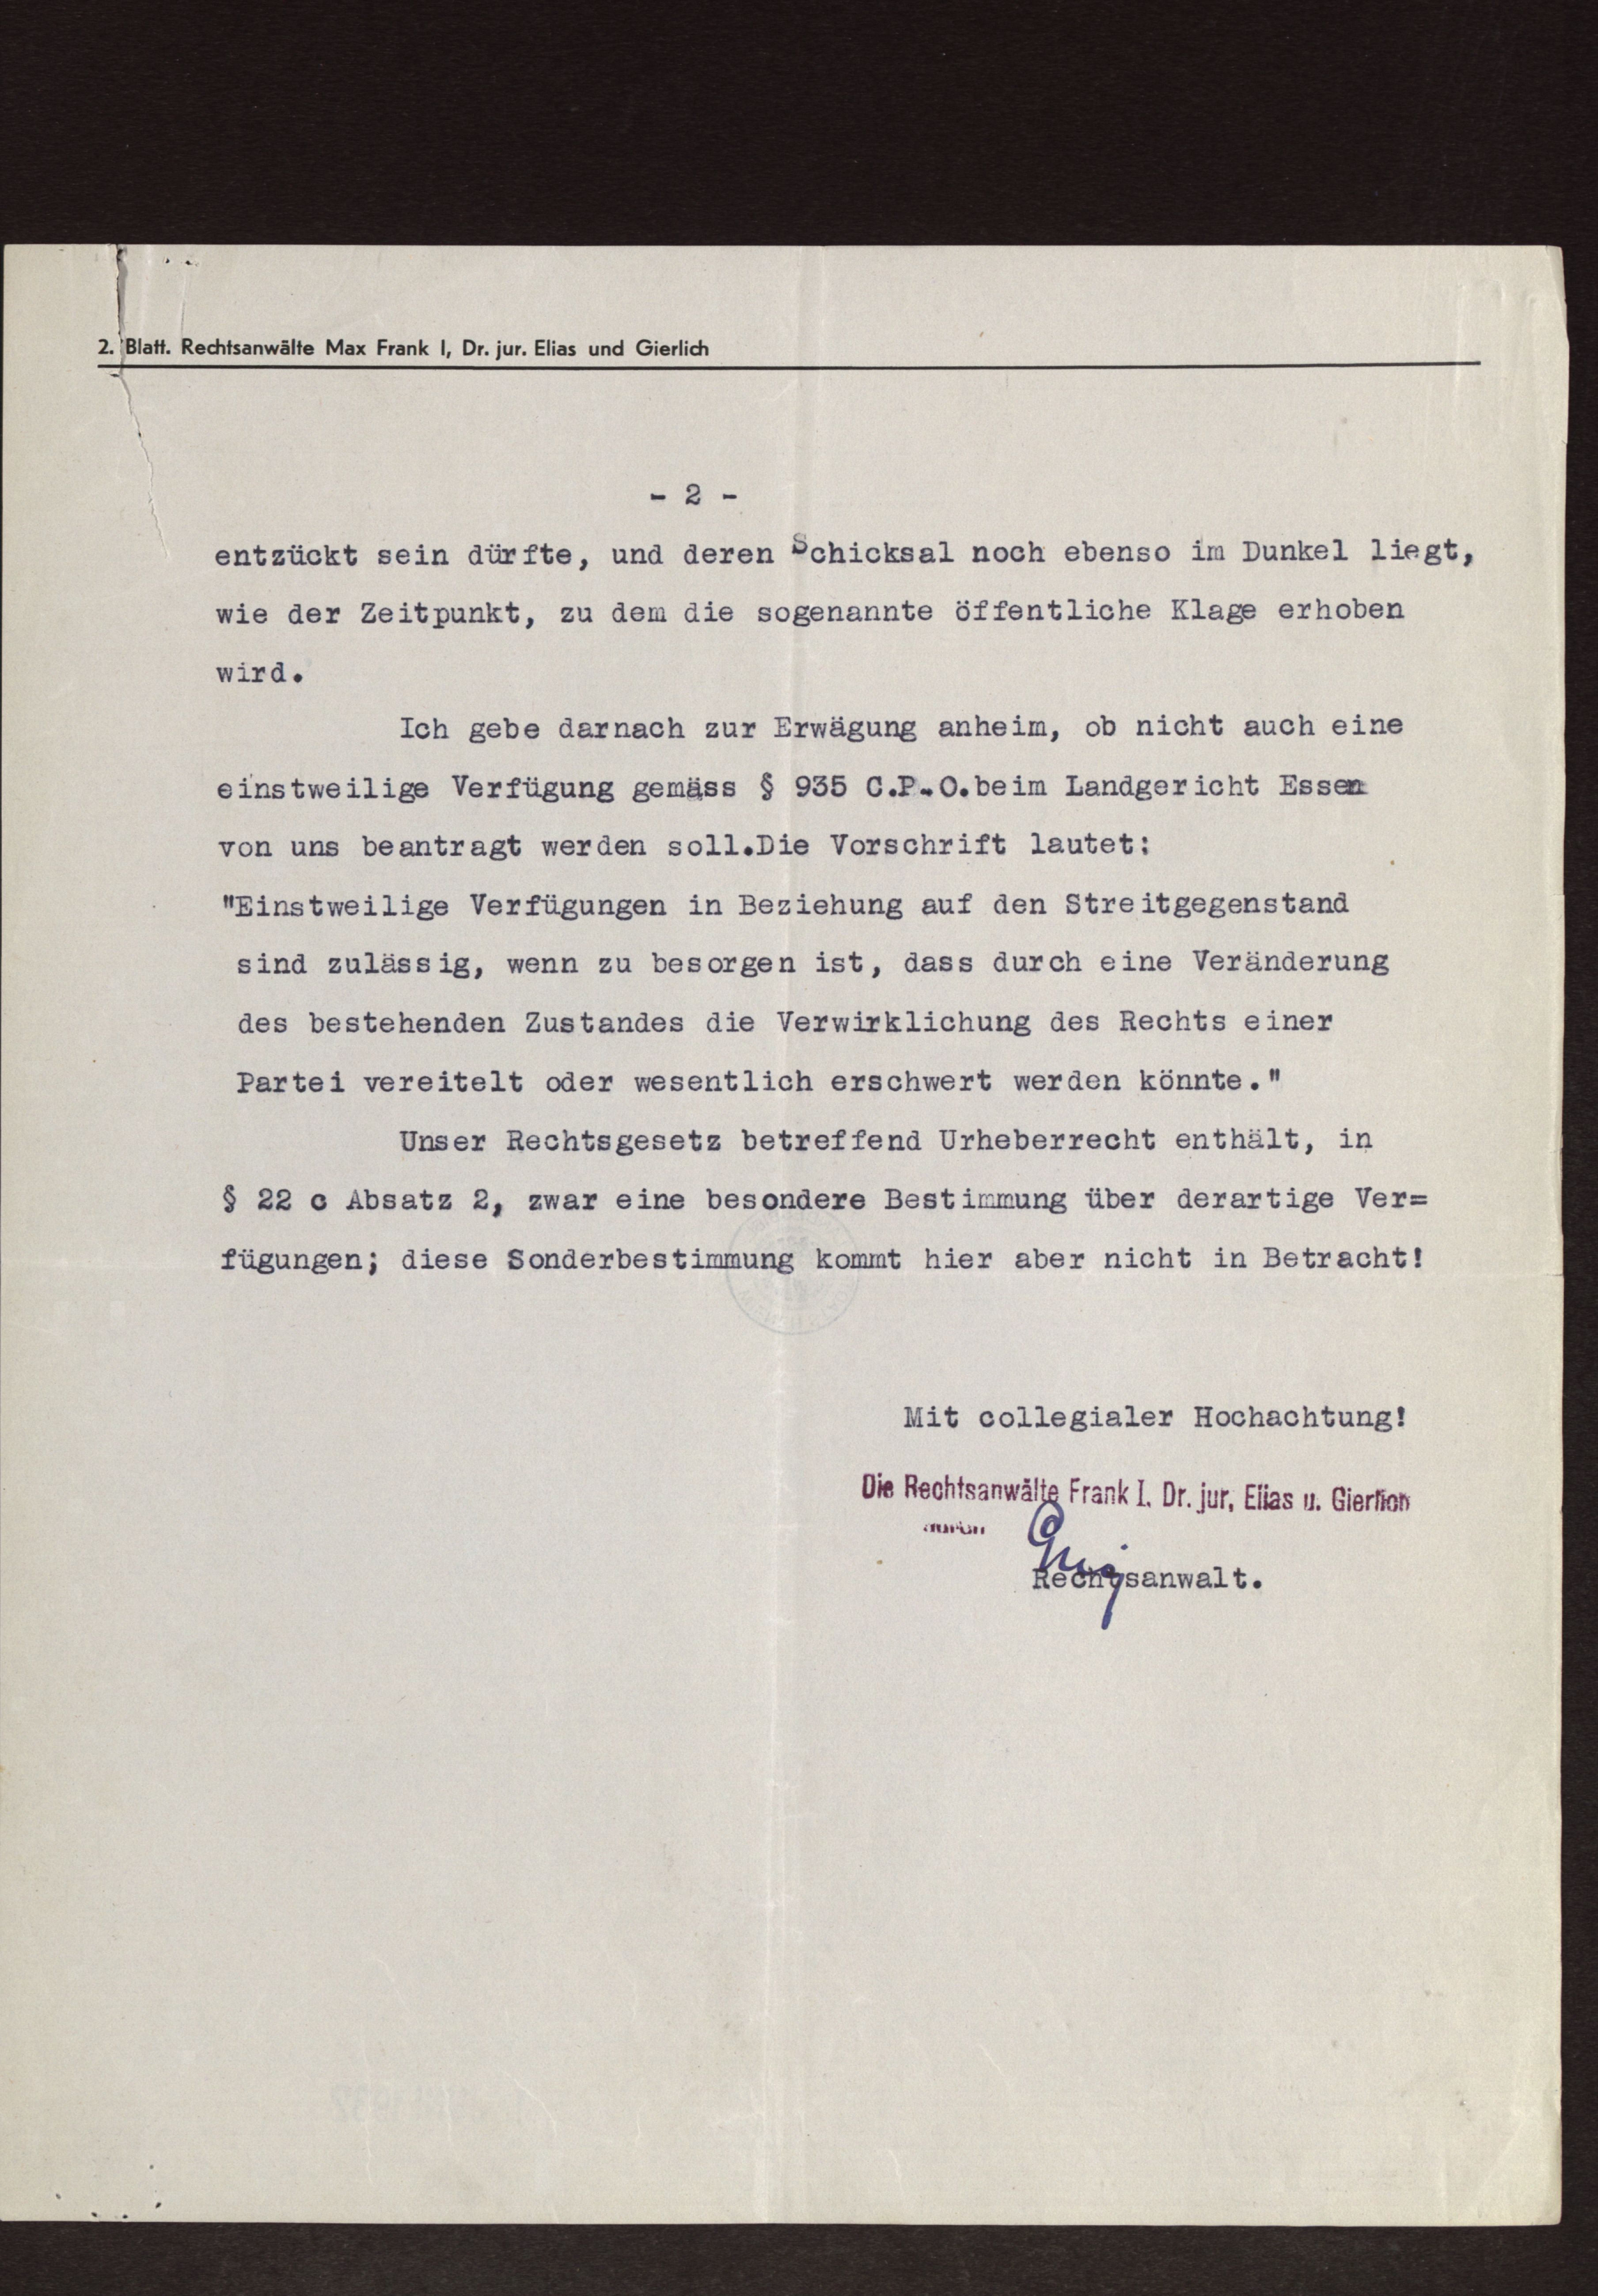 2. Blatt. Rechtsanwälte Max Frank I, Dr. jur. Elias und Gierlich
- 2 -
entzückt sein dürfte, und deren Schicksal noch ebenso im Dunkel liegt,
wie der Zeitpunkt, zu dem die sogenannte öffentliche Klage erhoben
wird.
Ich gebe darnach zur Erwägung anheim, ob nicht auch eine
einstweilige Verfügung gemäss § 935 C.P.O.beim Landgericht Essen
von uns beantragt werden soll.Die Vorschrift lautet:
"Einstweilige Verfügungen in Beziehung auf den Streitgegenstand
sind zulässig, wenn zu besorgen ist, dass durch eine Veränderung
des bestehenden Zustandes die Verwirklichung des Rechts einer
Partei vereitelt oder wesentlich erschwert werden könnte."
Unser Rechtsgesetz betreffend Urheberrecht enthält, in
§ 22 c Absatz 2, zwar eine besondere Bestimmung über derartige Ver=
fügungen; diese Sonderbestimmung kommt hier aber nicht in Betracht!
Mit collegialer Hochachtung!
Die Rechtsanwälte Frank I. Dr. jur. Elias u. Gierlich
durch
Rechtsanwalt.